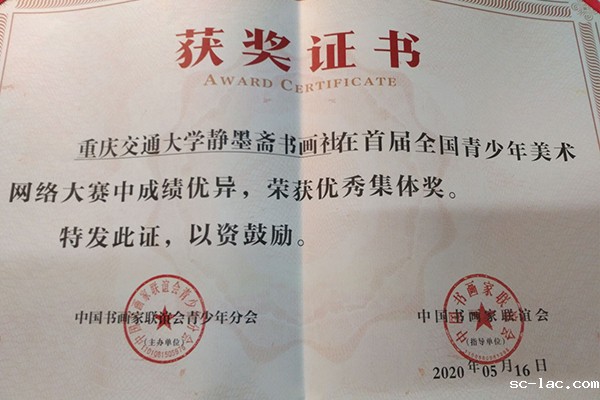 获奖证书
AWARD CERTIFICATE
重庆交通大学静墨斋书画社在首届全国青少年美术
网络大赛中成绩优异，荣获优秀集体奖。
特发此证，以资鼓励。
中国书画家联谊会青少年分会
（主办单位）
中国书画家联谊会
（指导单位）
2020年05月16日
sc-lac.com